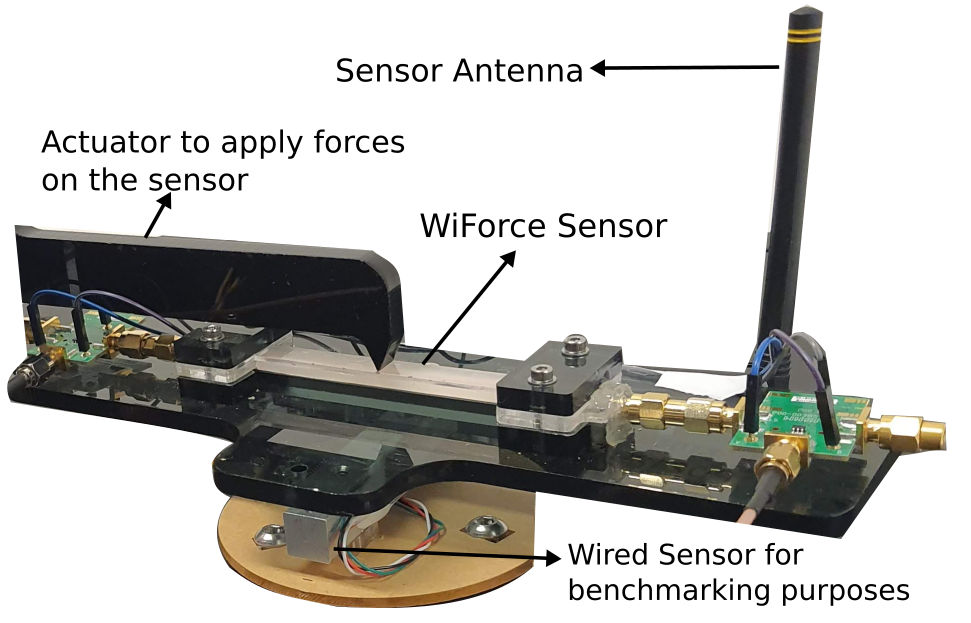 Sensor Antenna
Actuator to apply forces
on the sensor
WiForce Sensor
Wired Sensor for
benchmarking purposes